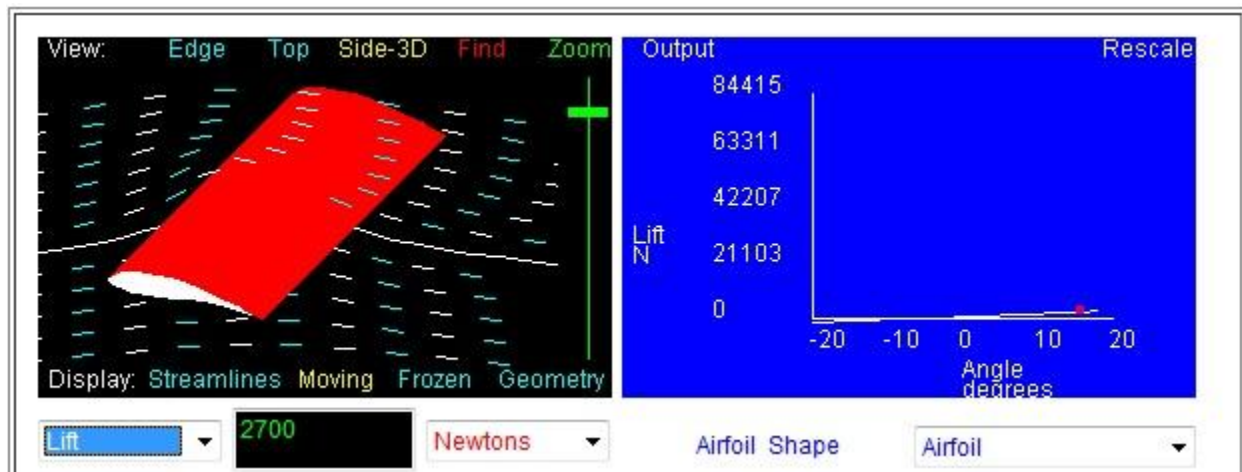 View: Edge Top Side-3D Find Zoom
Display: Streamlines Moving Frozen Geometry
Output Rescale
84415
63311
42207
Lift
N
21103
0
-20 -10 0 10 20
Angle
degrees
Lift 2700 Newtons Airfoil Shape Airfoil